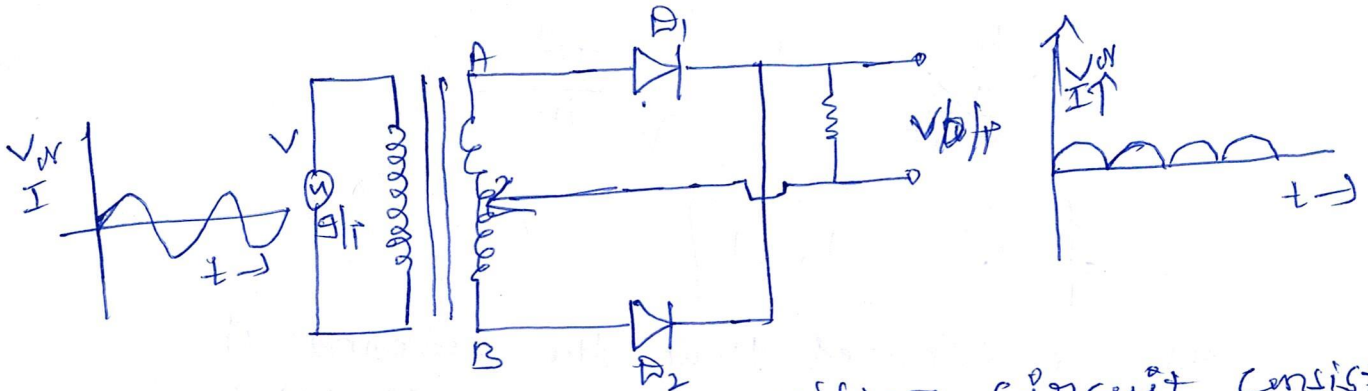 D1
A
V or
I
V
t →
V o/p
V or
I ↑
t →
B
D2
circuit consis